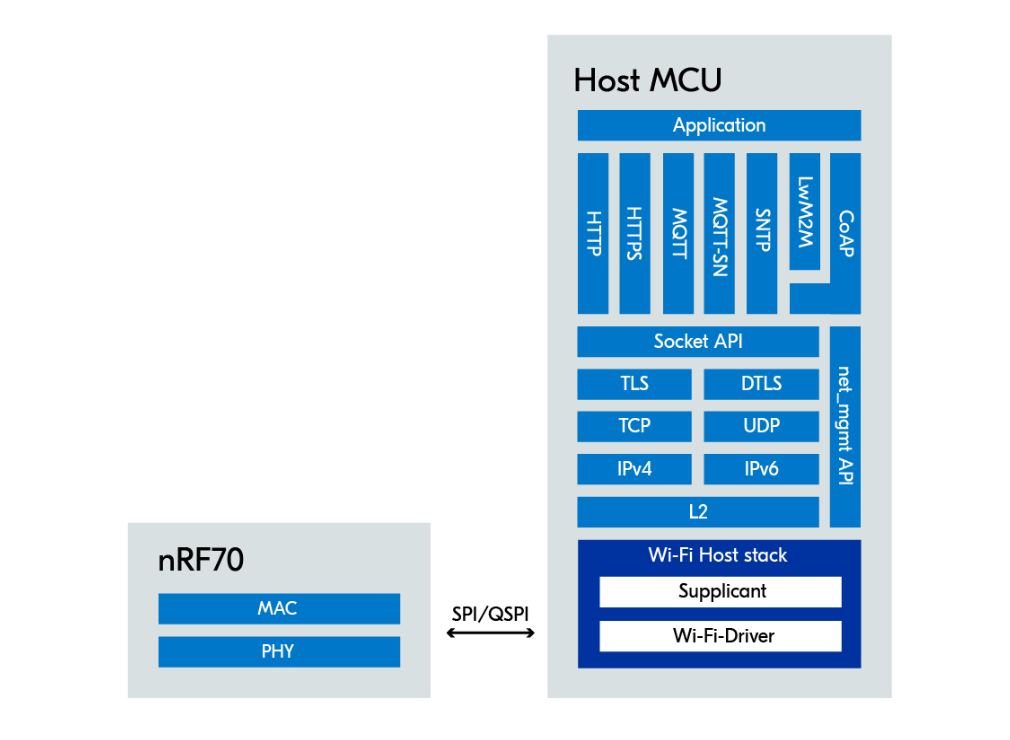 Host MCU
Application
HTTP
HTTPS
MQTT
MQTT-SN
SNTP
LwM2M
CoAP
Socket API
net_mgmt API
TLS
DTLS
TCP
UDP
IPv4
IPv6
L2
Wi-Fi Host stack
Supplicant
Wi-Fi-Driver
nRF70
MAC
PHY
SPI/QSPI